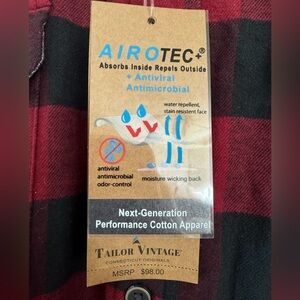 AIROTEC+®
Absorbs Inside Repels Outside
+ Antiviral
Antimicrobial
water repellent,
stain resistent face
antiviral
antimicrobial
odor-control
moisture wicking back
Next-Generation
Performance Cotton Apparel
TAILOR VINTAGE®
CONNECTICUT ORIGINALS
MSRP $98.00